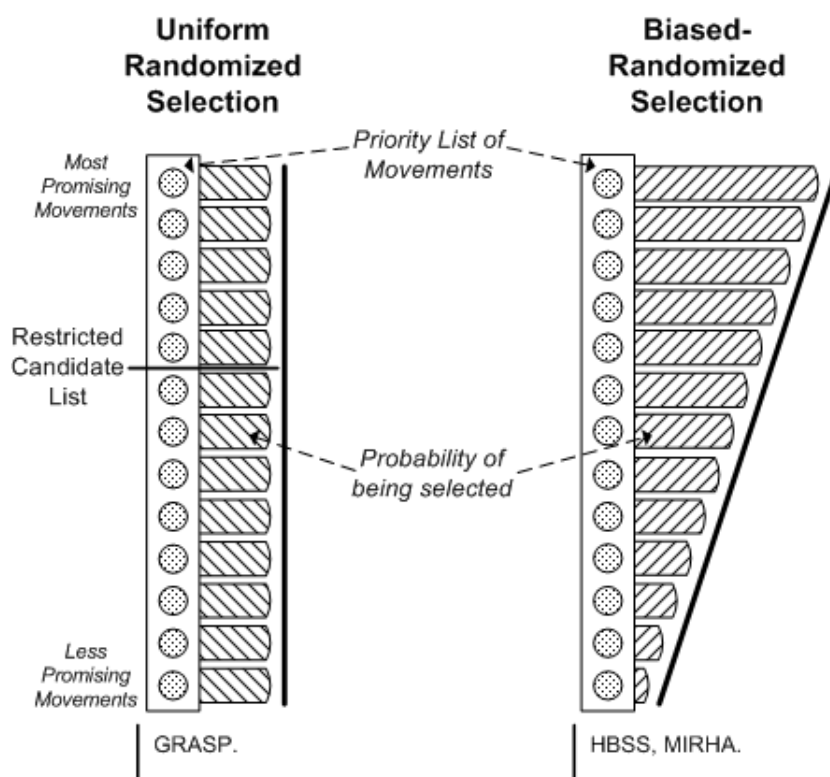 Uniform
Randomized
Selection
Biased-
Randomized
Selection
Most
Promising
Movements
Priority List of
Movements
Restricted
Candidate
List
Probability of
being selected
Less
Promising
Movements
GRASP.
HBSS, MIRHA.